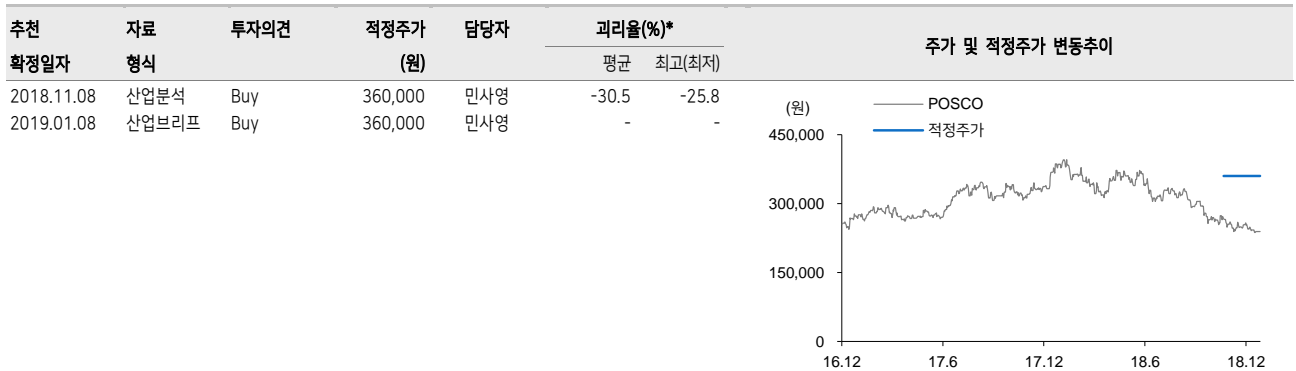 추천 자료 투자의견 적정주가 담당자 괴리율(%)* 주가 및 적정주가 변동추이
확정일자 형식 (원) 평균 최고(최저)
2018.11.08 산업분석 Buy 360,000 민사영 -30.5 -25.8
2019.01.08 산업브리프 Buy 360,000 민사영 - -
(원)
POSCO
적정주가
450,000
300,000
150,000
0
16.12 17.6 17.12 18.6 18.12